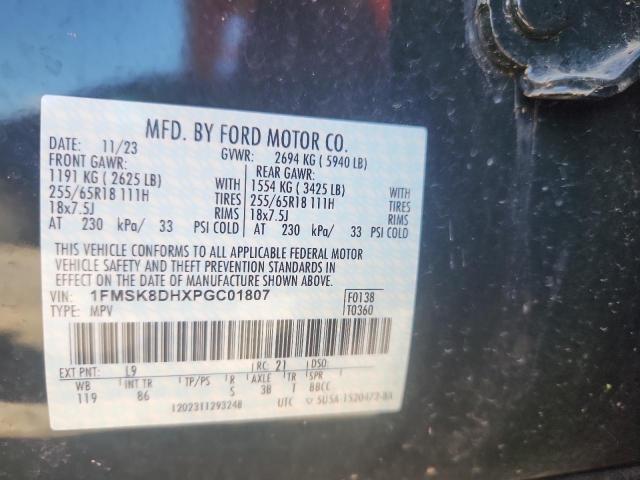 MFD. BY FORD MOTOR CO.
DATE: 11/23 GVWR: 2694 KG ( 5940 LB)
FRONT GAWR: REAR GAWR:
1191 KG ( 2625 LB) WITH 1554 KG ( 3425 LB) WITH
255/65R18 111H TIRES 255/65R18 111H TIRES
18x7.5J RIMS 18x7.5J RIMS
AT 230 kPa/ 33 PSI COLD AT 230 kPa/ 33 PSI COLD
THIS VEHICLE CONFORMS TO ALL APPLICABLE FEDERAL MOTOR
VEHICLE SAFETY AND THEFT PREVENTION STANDARDS IN
EFFECT ON THE DATE OF MANUFACTURE SHOWN ABOVE.
VIN: 1FMSK8DHXPGC01807 F0138
TYPE: MPV T0360
EXT PNT: L9 RC: 21 DSO:
WB INT TR TP/PS R AXLE TR SPR
119 86 S 3B T BBCC
1202311293248 UTC